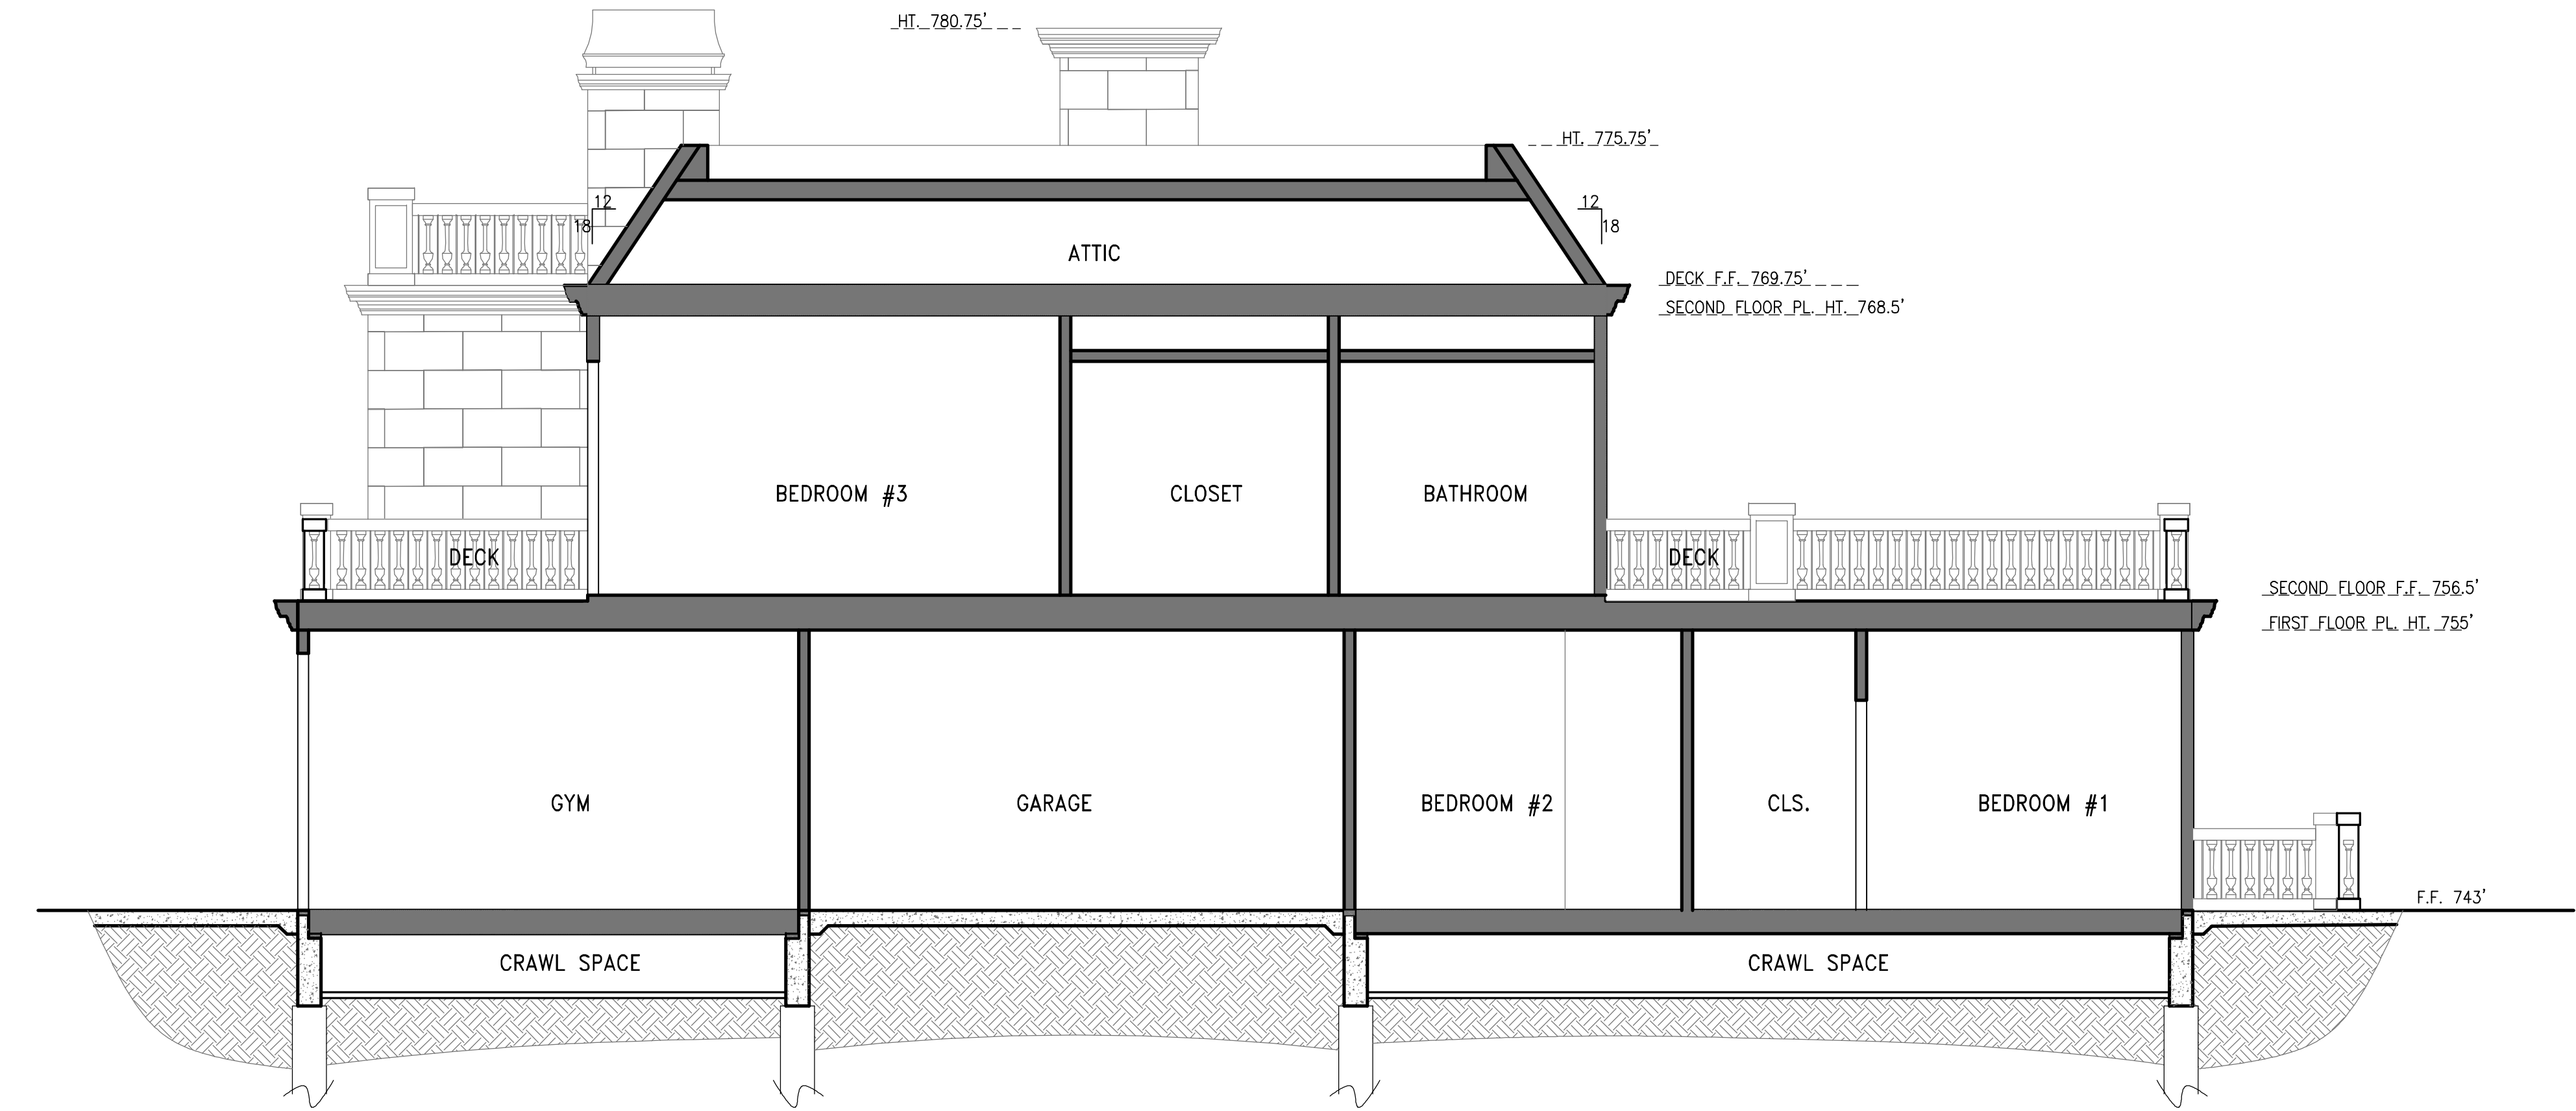 HT. 780.75'
HT. 775.75'
12
18
12
18
ATTIC
DECK F.F. 769.75'
SECOND FLOOR PL. HT. 768.5'
BEDROOM #3
CLOSET
BATHROOM
DECK
DECK
SECOND FLOOR F.F. 756.5'
FIRST FLOOR PL. HT. 755'
GYM
GARAGE
BEDROOM #2
CLS.
BEDROOM #1
F.F. 743'
CRAWL SPACE
CRAWL SPACE